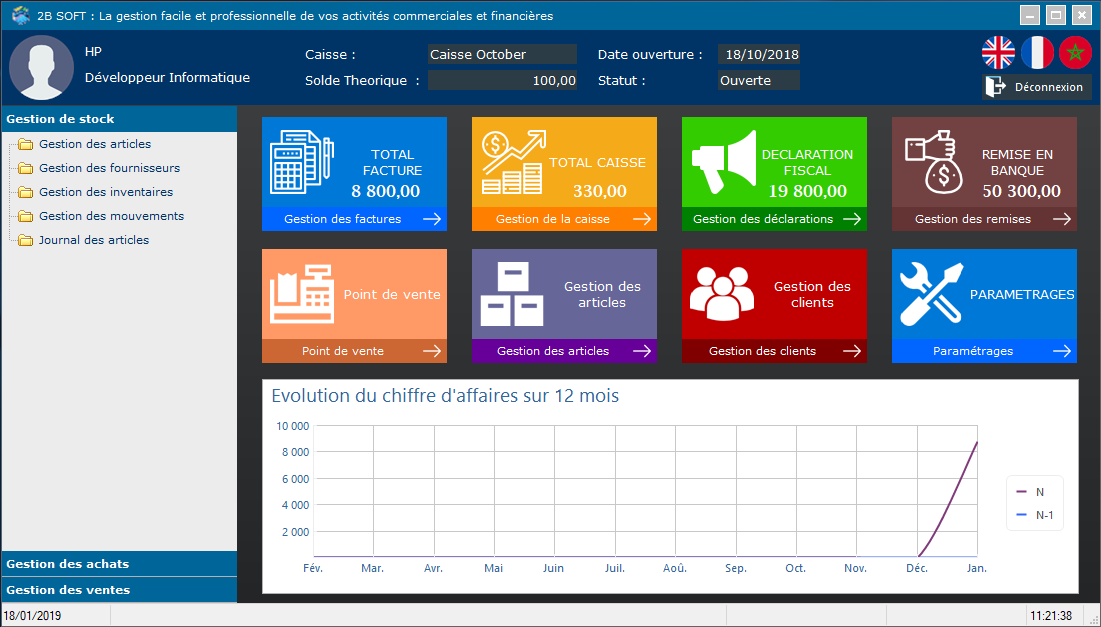 2B SOFT : La gestion facile et professionnelle de vos activités commerciales et financières
HP
Développeur Informatique
Caisse :
Caisse October
Date ouverture :
18/10/2018
Solde Theorique :
100,00
Statut :
Ouverte
Déconnexion
Gestion de stock
Gestion des articles
Gestion des fournisseurs
Gestion des inventaires
Gestion des mouvements
Journal des articles
Gestion des achats
Gestion des ventes
TOTAL
FACTURE
8 800,00
Gestion des factures
TOTAL CAISSE
330,00
Gestion de la caisse
DECLARATION
FISCAL
19 800,00
Gestion des déclarations
REMISE EN
BANQUE
50 300,00
Gestion des remises
Point de vente
Point de vente
Gestion des
articles
Gestion des articles
Gestion des
clients
Gestion des clients
PARAMETRAGES
Paramétrages
Evolution du chiffre d'affaires sur 12 mois
10 000
8 000
6 000
4 000
2 000
Fév. Mar. Avr. Mai Juin Juil. Aoû. Sep. Oct. Nov. Déc. Jan.
N
N-1
18/01/2019
11:21:38